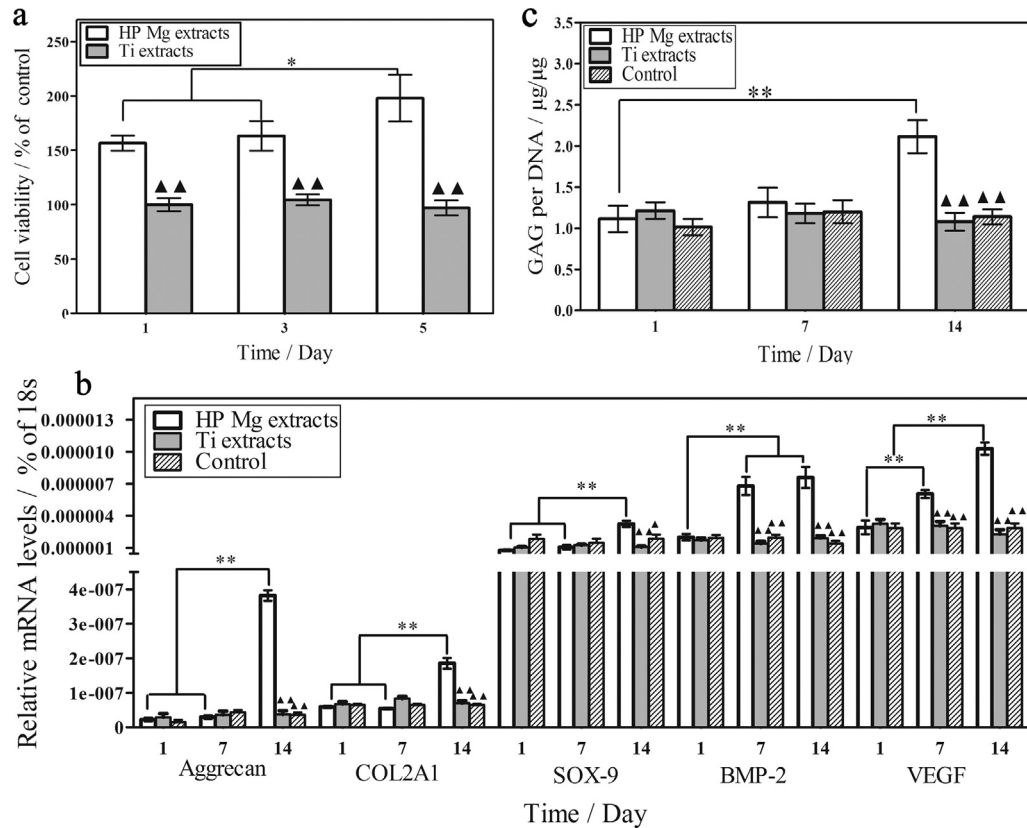 a
HP Mg extracts
Ti extracts
Cell viability / % of control
250
200
150
100
50
0
*
▲▲ ▲▲ ▲▲
1 3 5
Time / Day
c
HP Mg extracts
Ti extracts
Control
GAG per DNA / µg/µg
3.5
3.0
2.5
2.0
1.5
1.0
0.5
0.0
**
▲▲ ▲▲
1 7 14
Time / Day
b
HP Mg extracts
Ti extracts
Control
Relative mRNA levels / % of 18s
0.000013
0.000010
0.000007
0.000004
0.000001
4e-007
3e-007
2e-007
1e-007
0
** ** ** ** ** **
1 7 14 1 7 14 1 7 14 1 7 14 1 7 14
Aggrecan COL2A1 SOX-9 BMP-2 VEGF
Time / Day